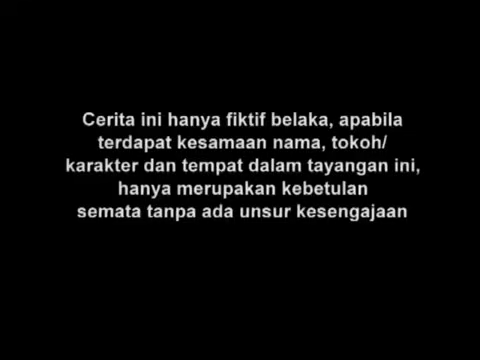 Cerita ini hanya fiktif belaka, apabila
terdapat kesamaan nama, tokoh/
karakter dan tempat dalam tayangan ini,
hanya merupakan kebetulan
semata tanpa ada unsur kesengajaan